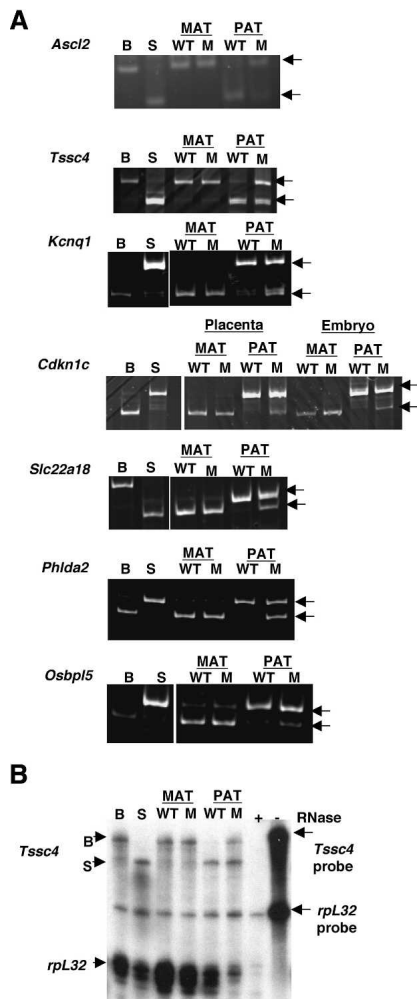 A
MAT PAT
Ascl2 B S WT M WT M
MAT PAT
Tssc4 B S WT M WT M
MAT PAT
Kcnq1 B S WT M WT M
Placenta Embryo
MAT PAT MAT PAT
Cdkn1c B S WT M WT M WT M WT M
MAT PAT
Slc22a18 B S WT M WT M
MAT PAT
Phlda2 B S WT M WT M
MAT PAT
Osbpl5 B S WT M WT M
B
MAT PAT
B S WT M WT M + - RNase
B
Tssc4 Tssc4
S probe
rpL32
probe
rpL32